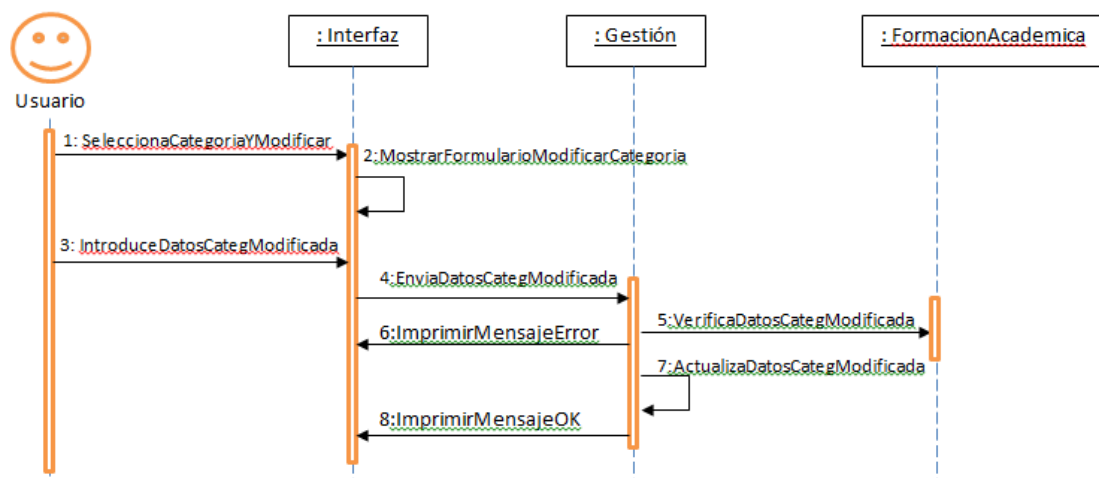 : Interfaz
: Gestión
: FormacionAcademica
Usuario
1: SeleccionaCategoriaYModificar
2:MostrarFormularioModificarCategoria
3: IntroduceDatosCategModificada
4:EnviaDatosCategModificada
5:VerificaDatosCategModificada
6:ImprimirMensajeError
7:ActualizaDatosCategModificada
8:ImprimirMensajeOK